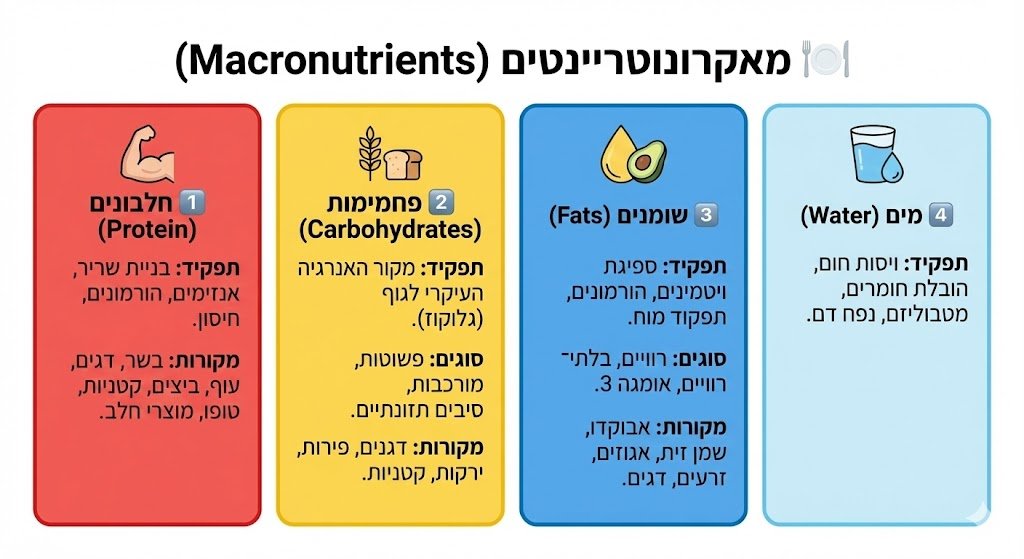 🍽️ מאקרונוטריינטים (Macronutrients)
1️⃣ חלבונים
(Protein)
תפקיד: בניית שריר,
אנזימים, הורמונים,
חיסון.
מקורות: בשר, דגים,
עוף, ביצים, קטניות,
טופו, מוצרי חלב.
2️⃣ פחמימות
(Carbohydrates)
תפקיד: מקור האנרגיה
העיקרי לגוף
(גלוקוז).
סוגים: פשוטות,
מורכבות,
סיבים תזונתיים.
מקורות: דגנים, פירות,
ירקות, קטניות.
3️⃣ שומנים (Fats)
תפקיד: ספיגת
ויטמינים, הורמונים,
תפקוד מוח.
סוגים: רוויים, בלתי־
רוויים, אומגה 3.
מקורות: אבוקדו,
שמן זית, אגוזים,
זרעים, דגים.
4️⃣ מים (Water)
תפקיד: ויסות חום,
הובלת חומרים,
מטבוליזם, נפח דם.